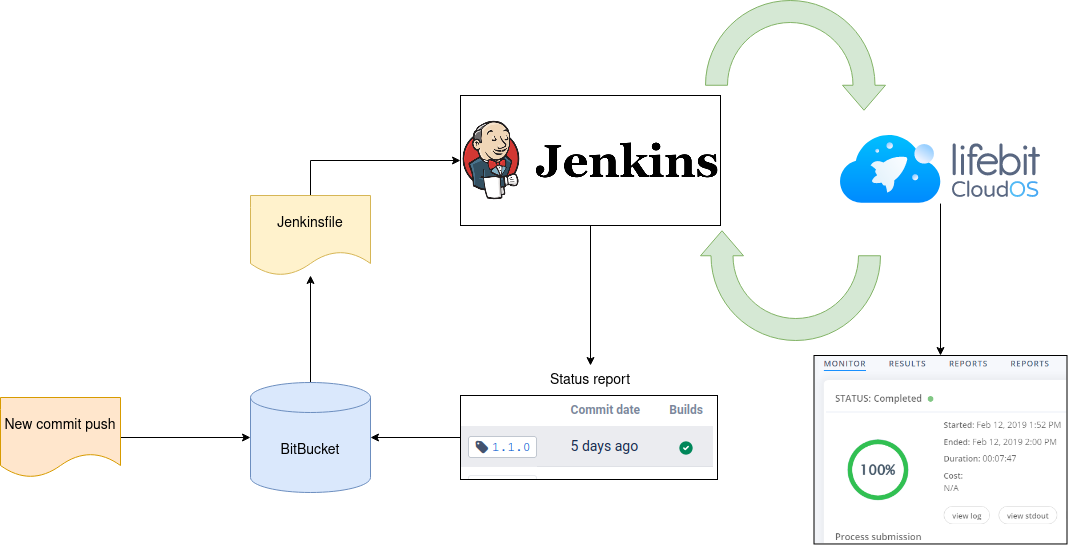 Jenkins
lifebit
CloudOS
Jenkinsfile
New commit push
BitBucket
Status report
Commit date Builds
1.1.0 5 days ago
MONITOR RESULTS REPORTS REPORTS
STATUS: Completed
Started: Feb 12, 2019 1:52 PM
Ended: Feb 12, 2019 2:00 PM
Duration: 00:07:47
Cost:
N/A
100%
view log view stdout
Process submission